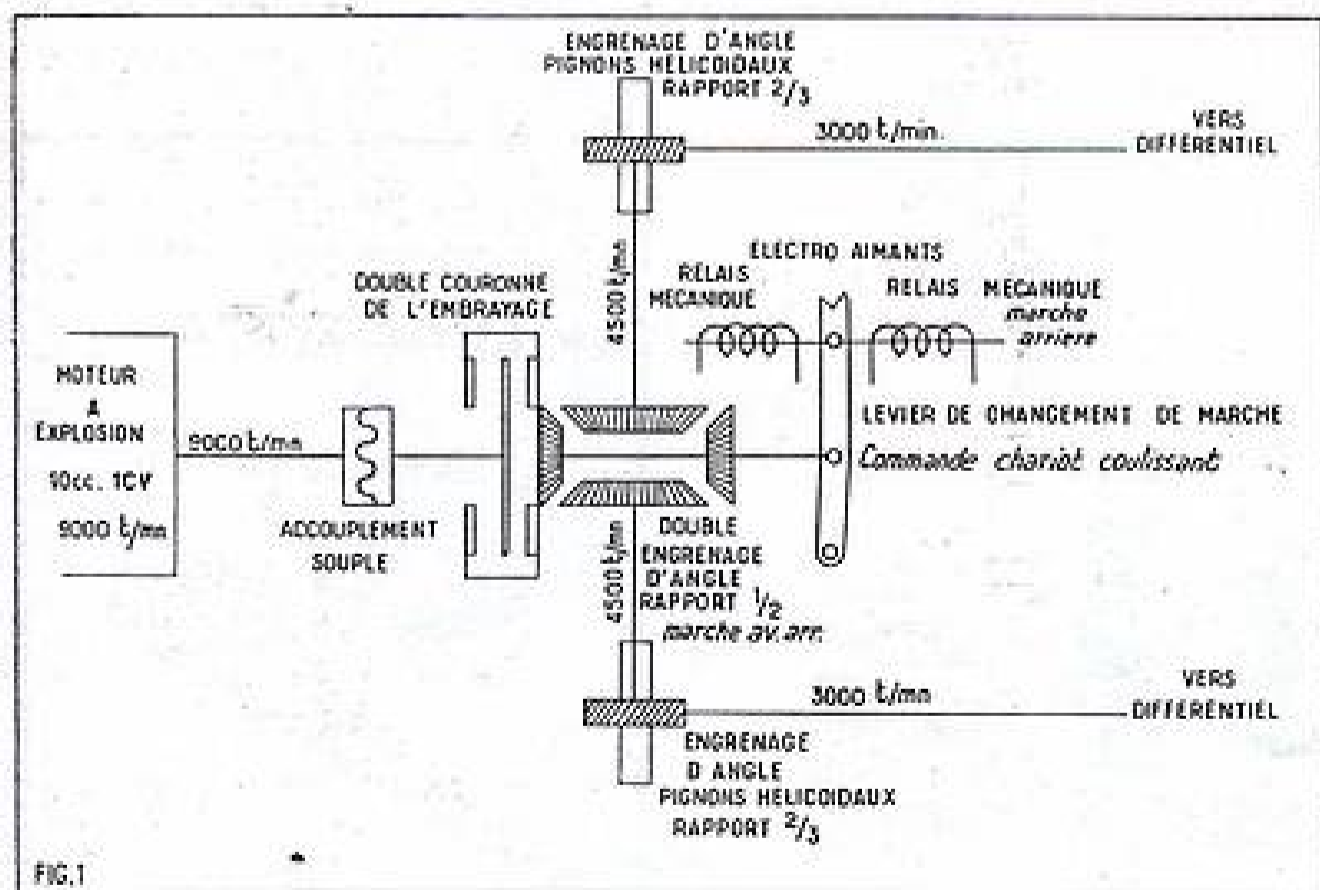 ENGRENAGE D'ANGLE
PIGNONS HÉLICOIDAUX
RAPPORT 2/3
3000 t/min.
VERS
DIFFÉRENTIEL
4500 t/mn
ELECTRO AIMANTS
RELAIS
MECANIQUE
RELAIS MECANIQUE
marche
arriere
DOUBLE COURONNE
DE L'EMBRAYAGE
MOTEUR
A
EXPLOSION
10cc. 1CV
9000 t/mn
9000 t/mn
ACCOUPLEMENT
SOUPLE
LEVIER DE CHANGEMENT DE MARCHE
Commande chariot coulissant
4500 t/mn
DOUBLE
ENGRENAGE
D'ANGLE
RAPPORT 1/2
marche av. arr.
3000 t/mn
VERS
DIFFÉRENTIEL
ENGRENAGE
D ANGLE
PIGNONS HELICOIDAUX
RAPPORT 2/3
FIG.1